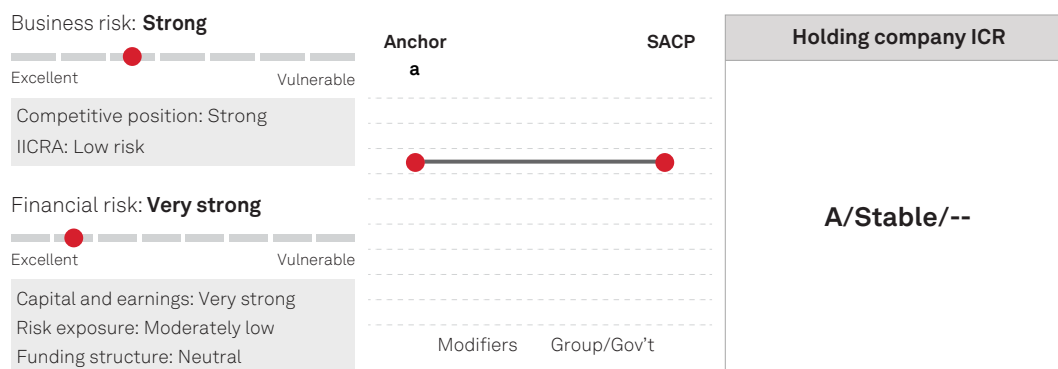 Business risk: Strong
Excellent Vulnerable
Competitive position: Strong
IICRA: Low risk
Financial risk: Very strong
Excellent Vulnerable
Capital and earnings: Very strong
Risk exposure: Moderately low
Funding structure: Neutral
Anchor SACP
a
Modifiers Group/Gov't
Holding company ICR
A/Stable/--